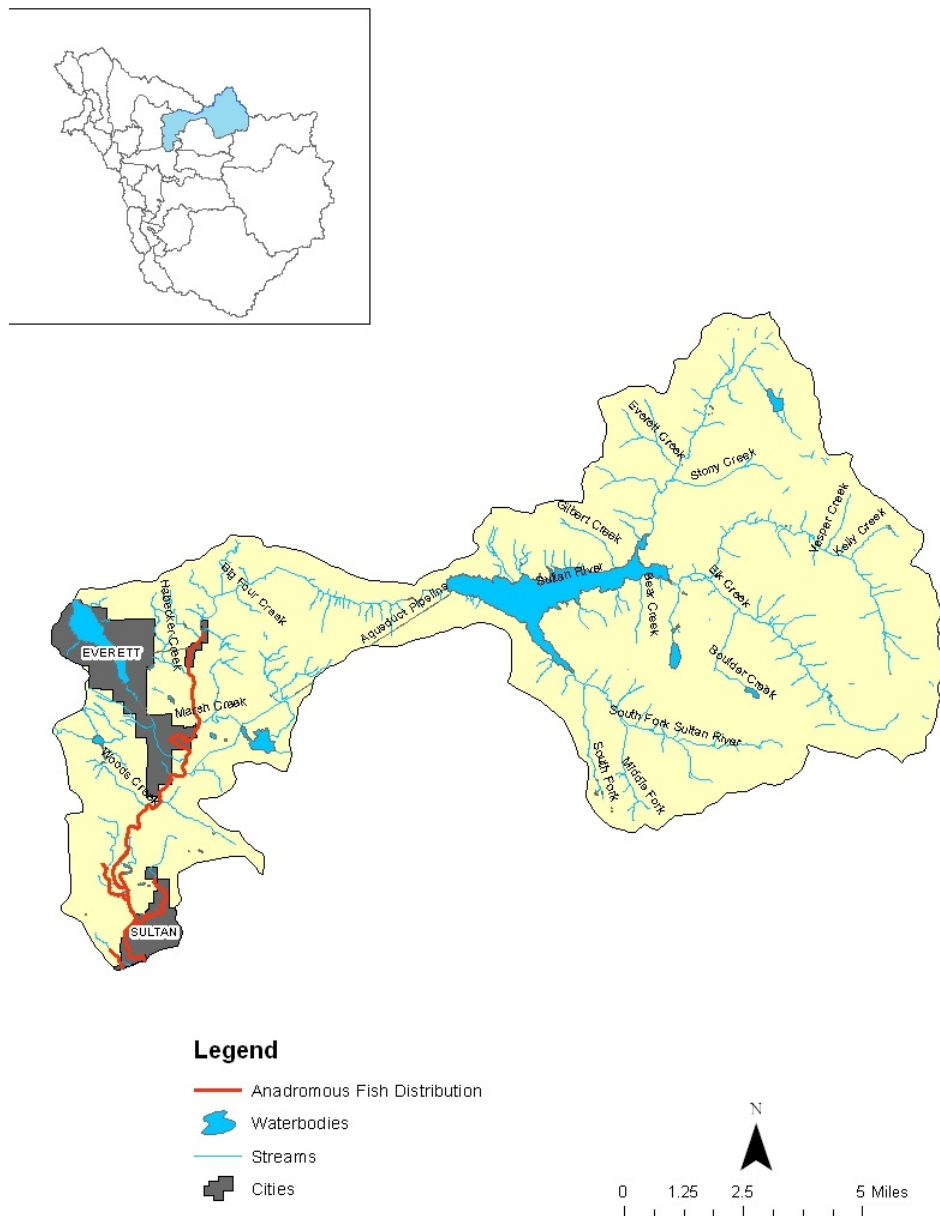 Everett Creek
Stony Creek
Gilbert Creek
Vesper Creek
Kelly Creek
Sultan River
Elk Creek
Bear Creek
Big Four Creek
Habecker Creek
Aqueduct Pipeline
EVERETT
Boulder Creek
Marsh Creek
South Fork Sultan River
Woods Creek
South Fork
Middle Fork
SULTAN
Legend
Anadromous Fish Distribution
Waterbodies
Streams
Cities
N
0 1.25 2.5 5 Miles